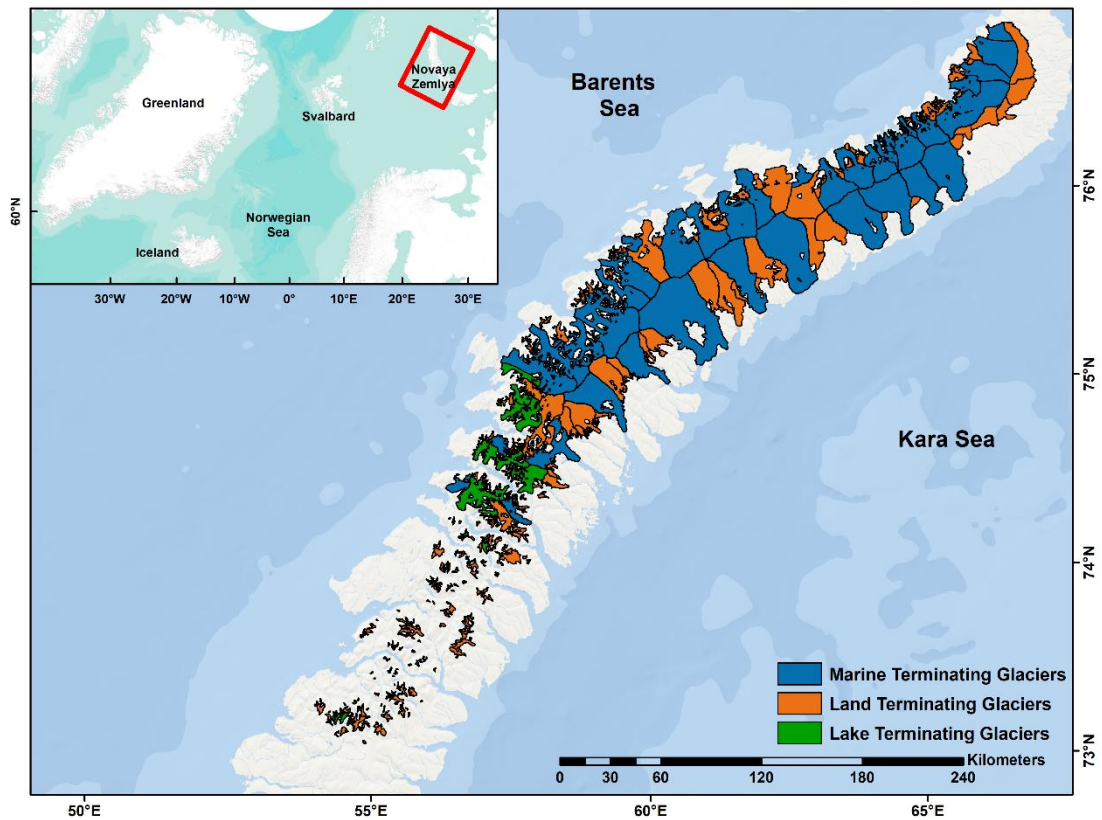 Greenland
Svalbard
Novaya
Zemlya
Norwegian
Sea
Iceland
60°N
30°W
20°W
10°W
0°
10°E
20°E
30°E
Barents
Sea
Kara Sea
76°N
75°N
74°N
73°N
Marine Terminating Glaciers
Land Terminating Glaciers
Lake Terminating Glaciers
Kilometers
0 30 60 120 180 240
50°E
55°E
60°E
65°E